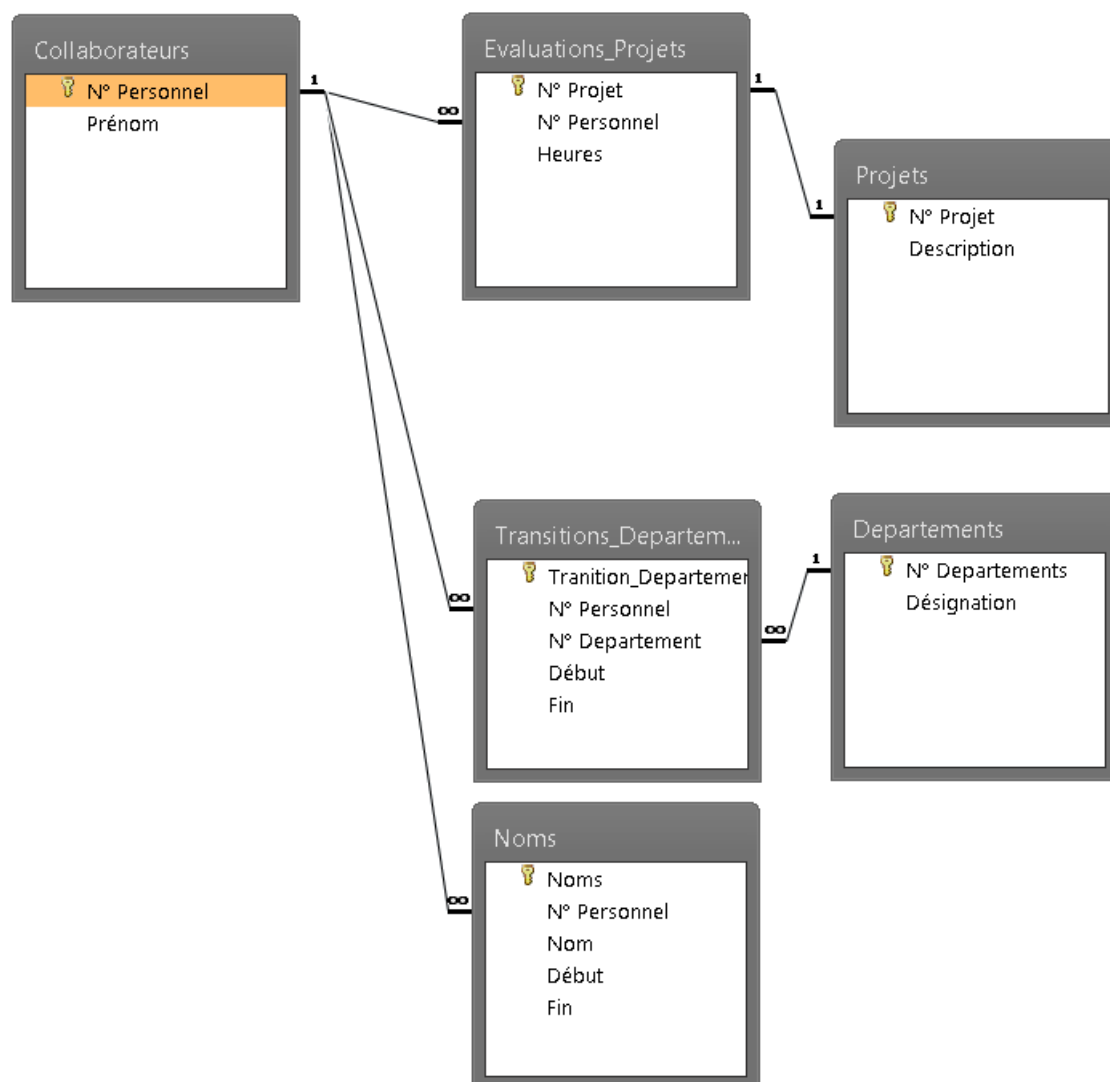 Collaborateurs
N° Personnel
Prénom
1
∞
Evaluations_Projets
N° Projet
N° Personnel
Heures
1
1
Projets
N° Projet
Description
∞
Transitions_Departem...
Tranition_Departemer
N° Personnel
N° Departement
Début
Fin
∞
1
Departements
N° Departements
Désignation
∞
Noms
Noms
N° Personnel
Nom
Début
Fin